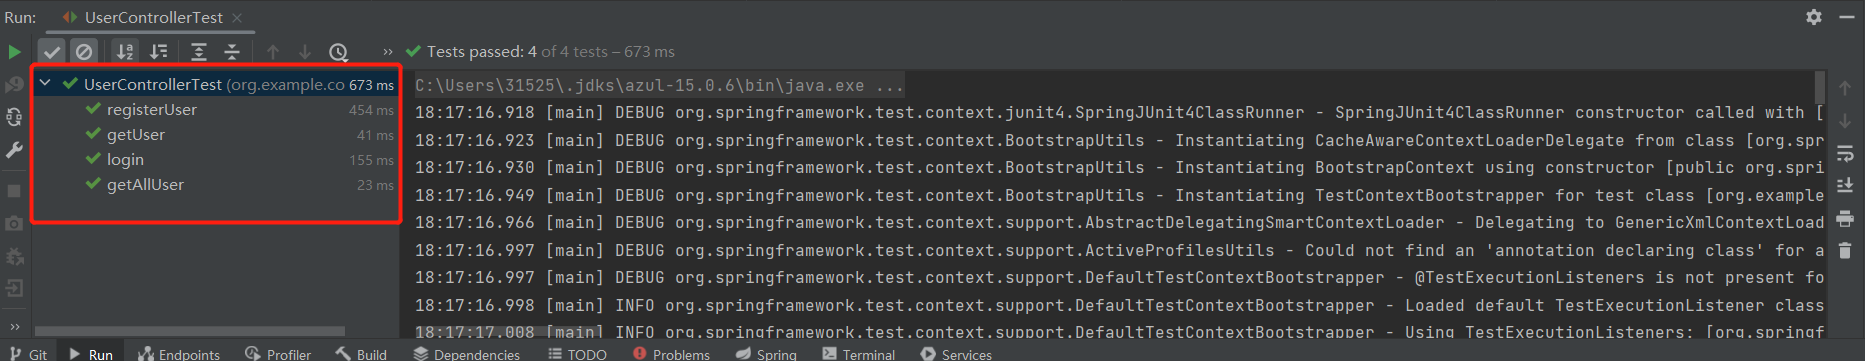 Run: UserControllerTest
Tests passed: 4 of 4 tests – 673 ms
UserControllerTest (org.example.co 673 ms
registerUser 454 ms
getUser 41 ms
login 155 ms
getAllUser 23 ms
C:\Users\31525\.jdks\azul-15.0.6\bin\java.exe ...
18:17:16.918 [main] DEBUG org.springframework.test.context.junit4.SpringJUnit4ClassRunner - SpringJUnit4ClassRunner constructor called with [
18:17:16.923 [main] DEBUG org.springframework.test.context.BootstrapUtils - Instantiating CacheAwareContextLoaderDelegate from class [org.spr
18:17:16.930 [main] DEBUG org.springframework.test.context.BootstrapUtils - Instantiating BootstrapContext using constructor [public org.spri
18:17:16.949 [main] DEBUG org.springframework.test.context.BootstrapUtils - Instantiating TestContextBootstrapper for test class [org.example
18:17:16.966 [main] DEBUG org.springframework.test.context.support.AbstractDelegatingSmartContextLoader - Delegating to GenericXmlContextLoad
18:17:16.997 [main] DEBUG org.springframework.test.context.support.ActiveProfilesUtils - Could not find an 'annotation declaring class' for a
18:17:16.997 [main] DEBUG org.springframework.test.context.support.DefaultTestContextBootstrapper - @TestExecutionListeners is not present fo
18:17:16.998 [main] INFO org.springframework.test.context.support.DefaultTestContextBootstrapper - Loaded default TestExecutionListener class
18:17:17.008 [main] INFO org.springframework.test.context.support.DefaultTestContextBootstrapper - Using TestExecutionListeners: [org.springf
Git Run Endpoints Profiler Build Dependencies TODO Problems Spring Terminal Services